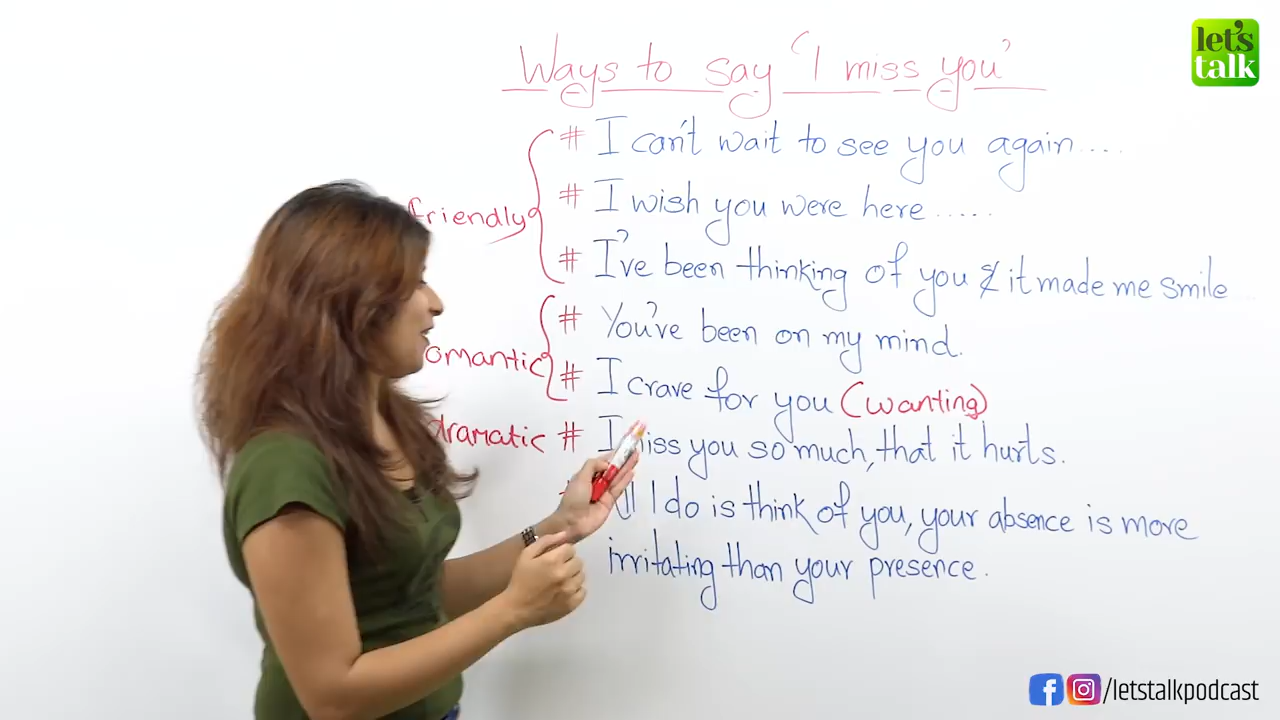 Ways to say 'I miss you'
let's
talk
# I can't wait to see you again....
friendly
# I wish you were here .....
# I've been thinking of you & it made me smile...
# You've been on my mind.
omantic
# I crave for you (wanting)
dramatic # I miss you so much, that it hurts.
All I do is think of you, your absence is more
irritating than your presence.
/letstalkpodcast